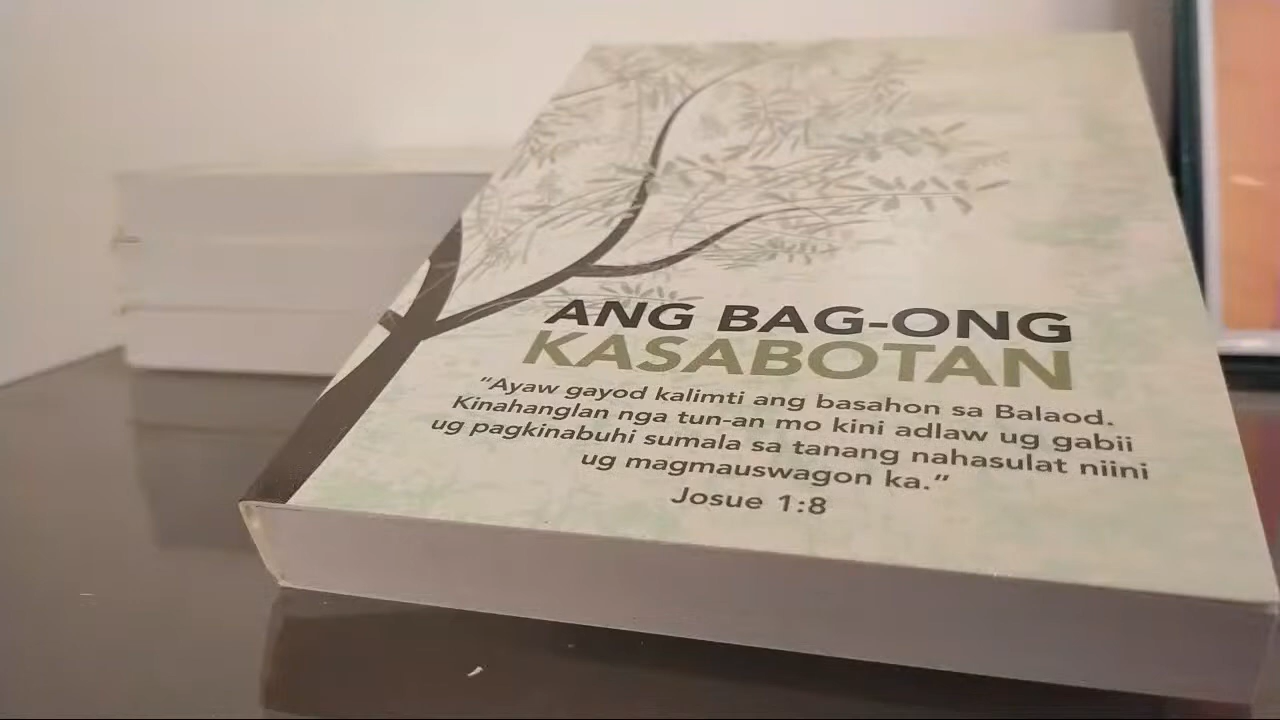 ANG BAG-ONG
KASABOTAN
"Ayaw gayod kalimti ang basahon sa Balaod.
Kinahanglan nga tun-an mo kini adlaw ug gabii
ug pagkinabuhi sumala sa tanang nahasulat niini
ug magmauswagon ka."
Josue 1:8